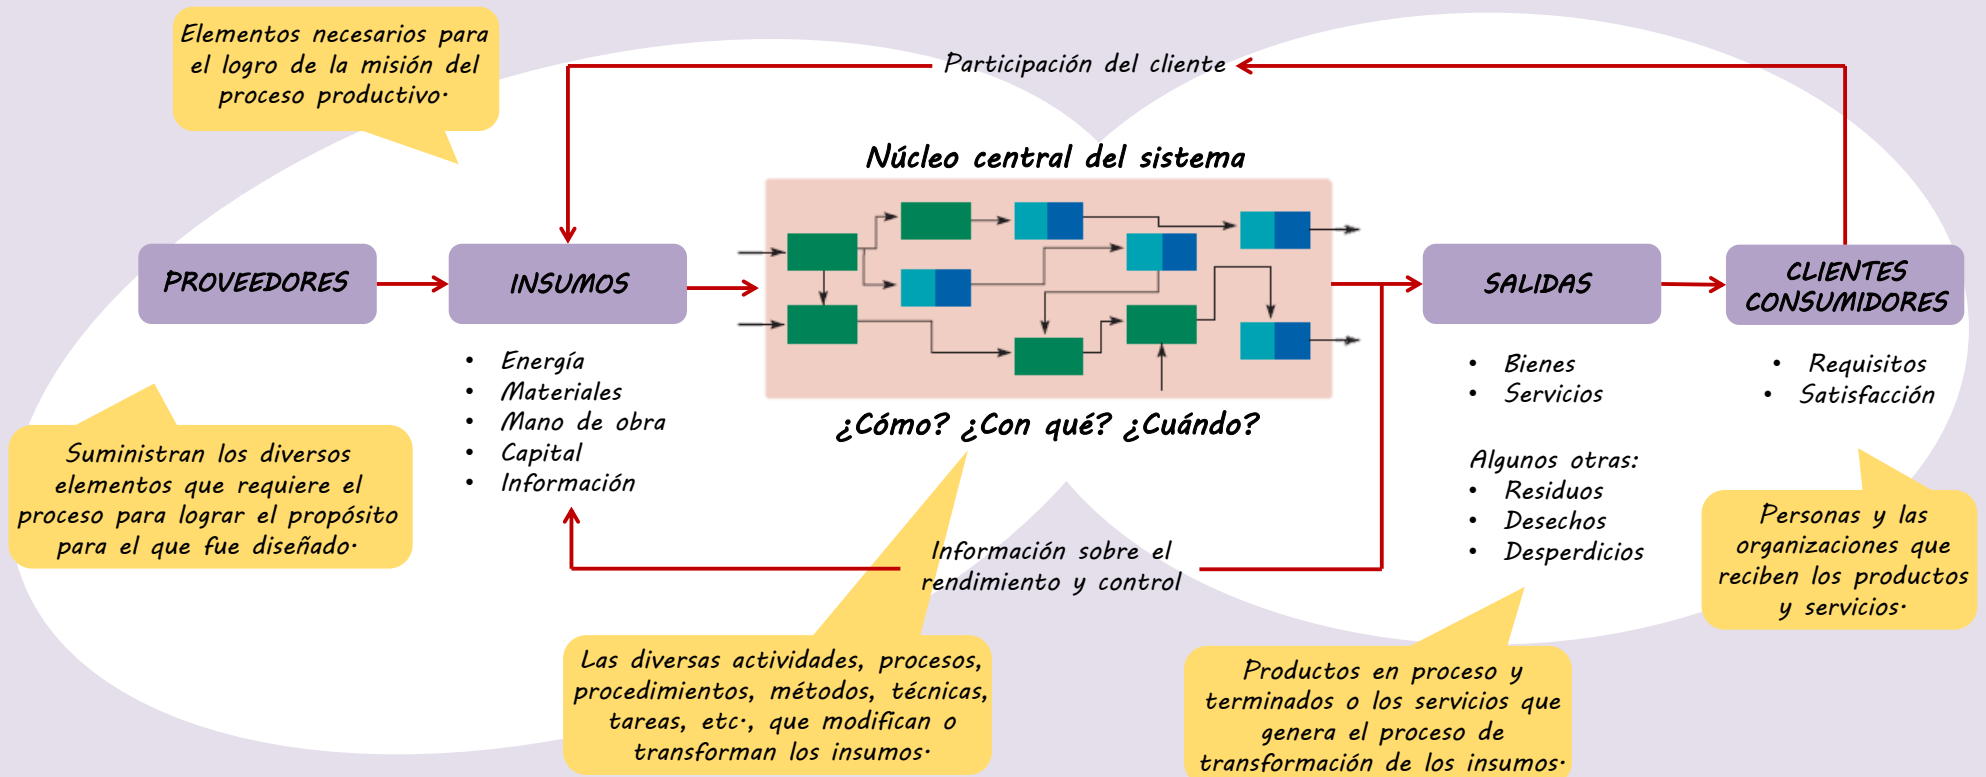 Elementos necesarios para
el logro de la misión del
proceso productivo.
Participación del cliente
Núcleo central del sistema
PROVEEDORES
INSUMOS
SALIDAS
CLIENTES
CONSUMIDORES
• Energía
• Materiales
• Mano de obra
• Capital
• Información
¿Cómo? ¿Con qué? ¿Cuándo?
• Bienes
• Servicios
Algunos otras:
• Residuos
• Desechos
• Desperdicios
• Requisitos
• Satisfacción
Suministran los diversos
elementos que requiere el
proceso para lograr el propósito
para el que fue diseñado.
Información sobre el
rendimiento y control
Personas y las
organizaciones que
reciben los productos
y servicios.
Las diversas actividades, procesos,
procedimientos, métodos, técnicas,
tareas, etc., que modifican o
transforman los insumos.
Productos en proceso y
terminados o los servicios que
genera el proceso de
transformación de los insumos.